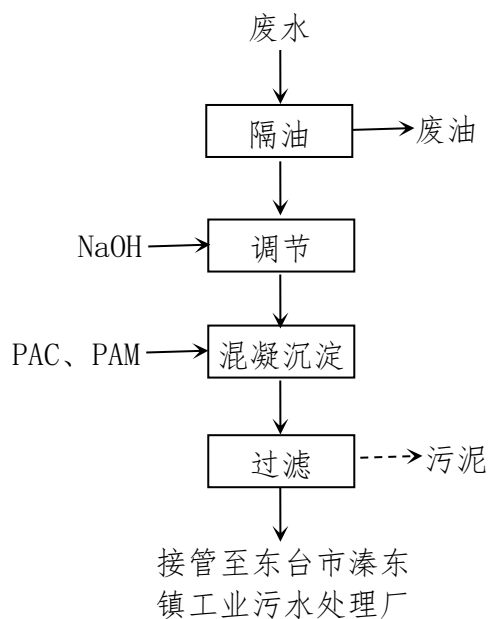 废水
隔油
废油
NaOH
调节
PAC、PAM
混凝沉淀
过滤
污泥
接管至东台市溱东
镇工业污水处理厂